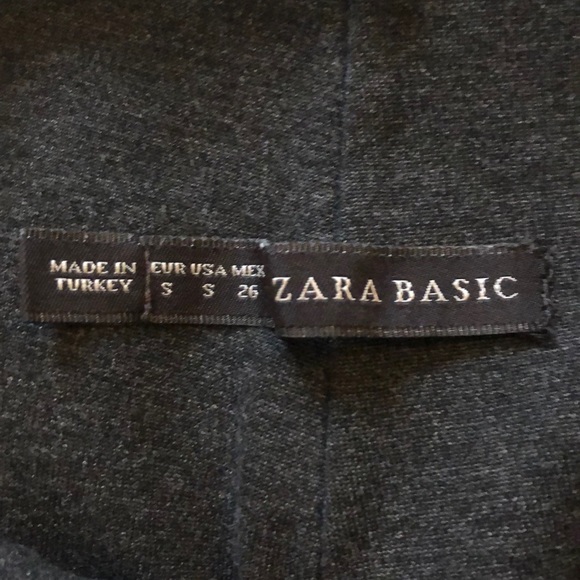 MADE IN
TURKEY
EUR USA MEX
S S 26
ZARA BASIC